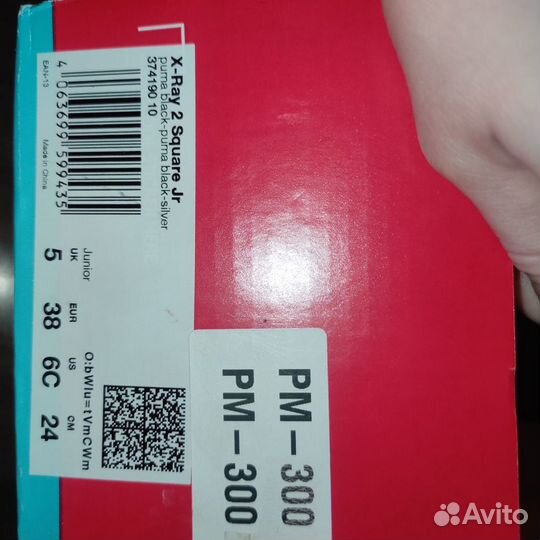 X-Ray 2 Square Jr
puma black-puma black-silver
374190 10
EAN-13
4 063699 599435
Made in China
Junior
O:bWIu=tVmCWm
UK EUR US CM
5 38 6C 24
PM-300
PM-300
Avito